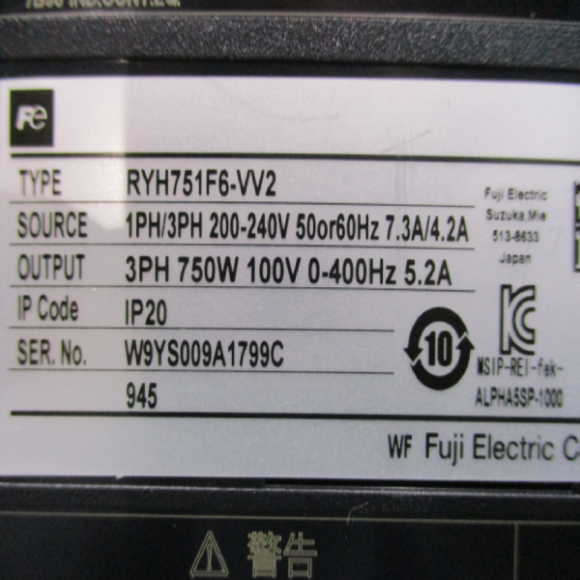 Fe
TYPE RYH751F6-VV2
SOURCE 1PH/3PH 200-240V 50or60Hz 7.3A/4.2A
OUTPUT 3PH 750W 100V 0-400Hz 5.2A
IP Code IP20
SER. No. W9YS009A1799C
945
Fuji Electric
Suzuka,Mie
513-8633
Japan
10
MSIP-REI-fek-
ALPHA5SP-1000
WF Fuji Electric C
警告